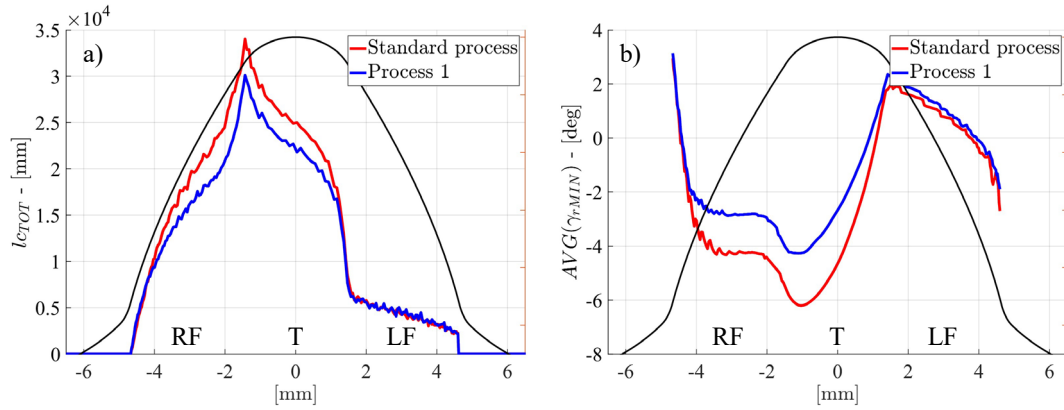 ×10⁴
a)
Standard process
Process 1
3.5
3
2.5
3.5
2
1.5
1
0.5
0
lc_TOT - [mm]
RF T LF
-6 -4 -2 0 2 4 6
[mm]
b)
Standard process
Process 1
4
2
0
-2
-4
-6
-8
AVG(γ_rMIN) - [deg]
RF T LF
-6 -4 -2 0 2 4 6
[mm]